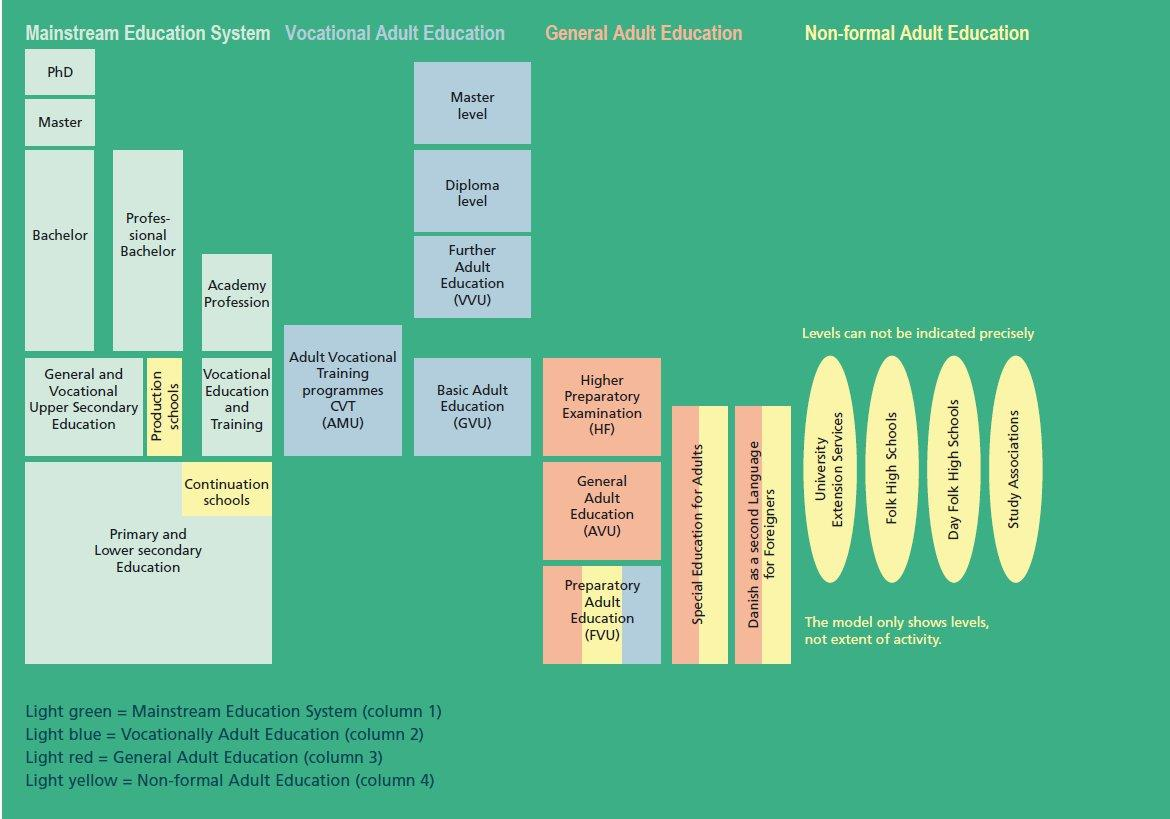 Mainstream Education System
Vocational Adult Education
General Adult Education
Non-formal Adult Education
PhD
Master
Bachelor
Profes-
sional
Bachelor
Academy
Profession
General and
Vocational
Upper Secondary
Education
Production
schools
Vocational
Education
and
Training
Continuation
schools
Primary and
Lower secondary
Education
Master
level
Diploma
level
Further
Adult
Education
(VVU)
Adult Vocational
Training
programmes
CVT
(AMU)
Basic Adult
Education
(GVU)
Higher
Preparatory
Examination
(HF)
General
Adult
Education
(AVU)
Preparatory
Adult
Education
(FVU)
Special Education for Adults
Danish as a second Language
for Foreigners
Levels can not be indicated precisely
University
Extension Services
Folk High Schools
Day Folk High Schools
Study Associations
The model only shows levels,
not extent of activity.
Light green = Mainstream Education System (column 1)
Light blue = Vocationally Adult Education (column 2)
Light red = General Adult Education (column 3)
Light yellow = Non-formal Adult Education (column 4)